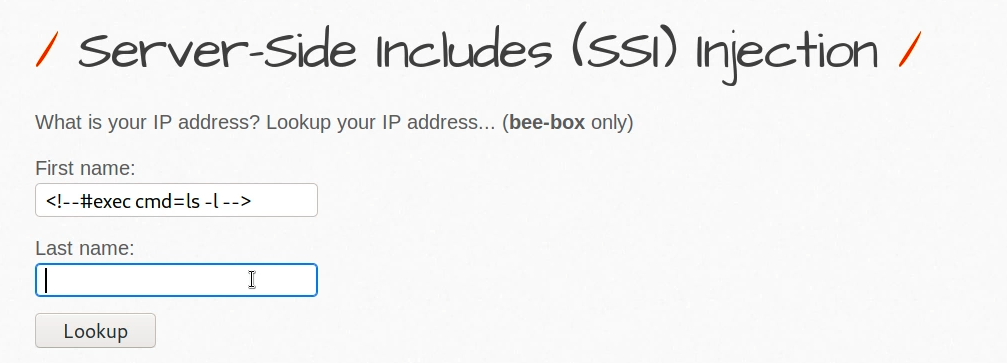 / Server-Side Includes (SSI) Injection /
What is your IP address? Lookup your IP address... (bee-box only)
First name:
<!--#exec cmd=ls -l -->
Last name:
Lookup